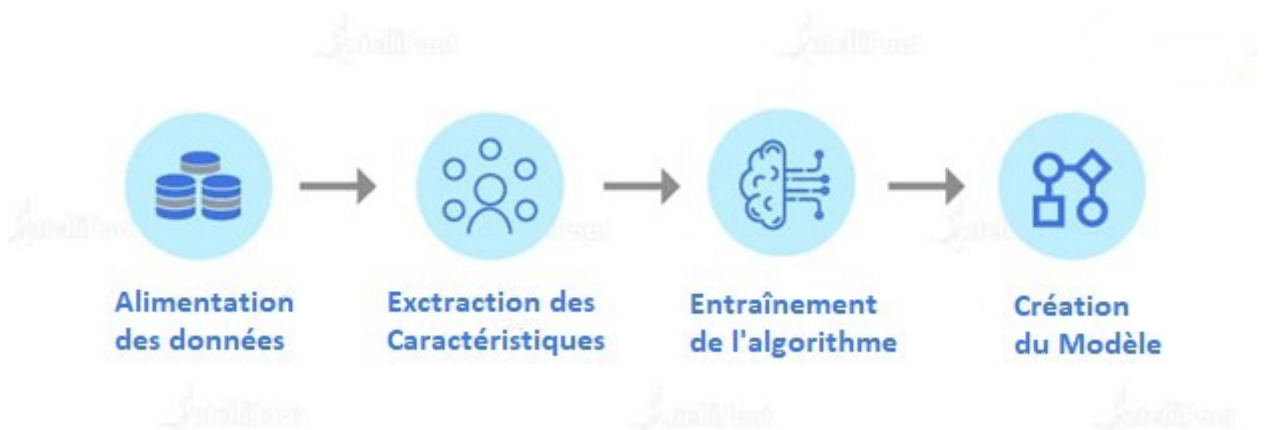 Alimentation
des données
Exctraction des
Caractéristiques
Entraînement
de l'algorithme
Création
du Modèle